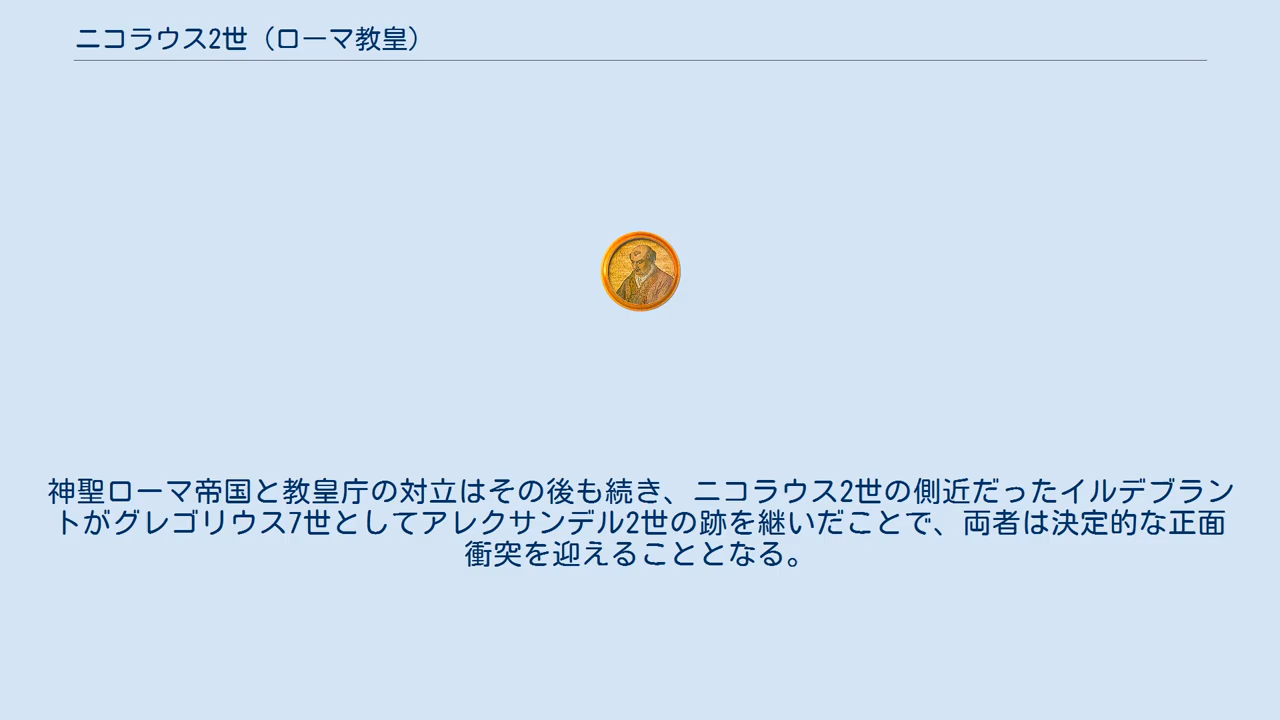 ニコラウス2世（ローマ教皇）
神聖ローマ帝国と教皇庁の対立はその後も続き、ニコラウス2世の側近だったイルデブラン
トがグレゴリウス7世としてアレクサンデル2世の跡を継いだことで、両者は決定的な正面
衝突を迎えることとなる。